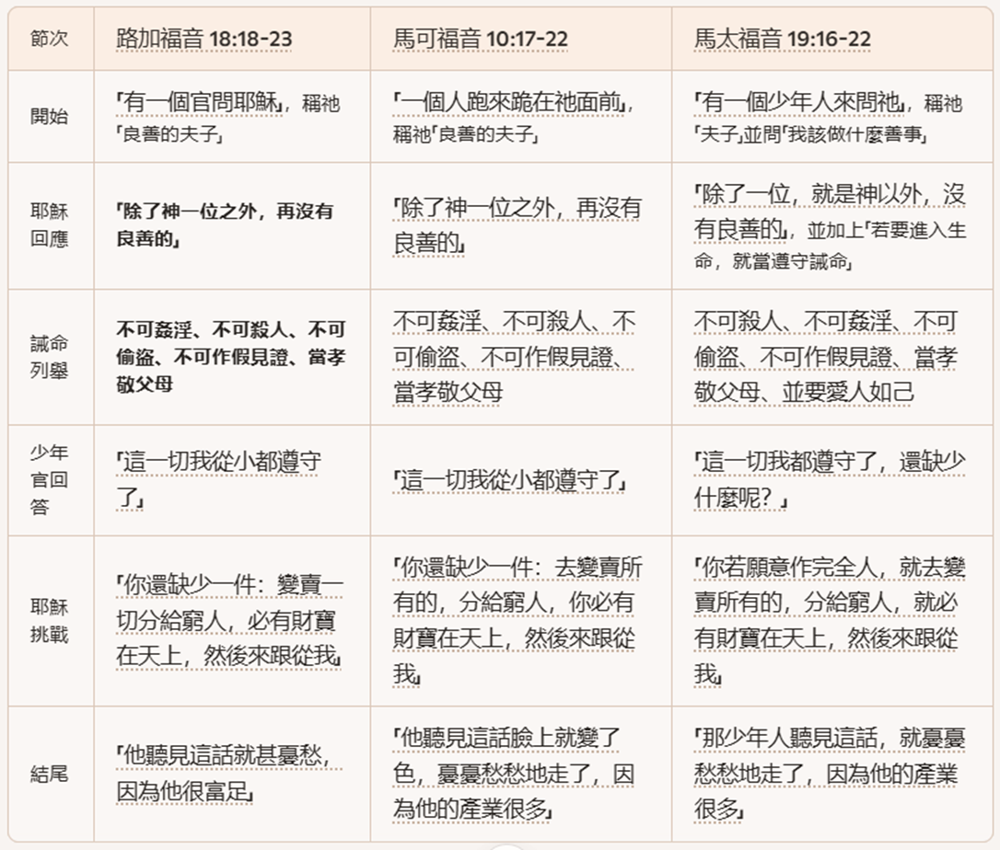 節次
路加福音 18:18-23
馬可福音 10:17-22
馬太福音 19:16-22
開始
「有一個官問耶穌」，稱祂
「良善的夫子」
「一個人跑來跪在祂面前」，
稱祂「良善的夫子」
「有一個少年人來問祂」，稱祂
「夫子」並問「我該做什麼善事」
耶穌
回應
「除了神一位之外，再沒有
良善的」
「除了神一位之外，再沒有
良善的」
「除了一位，就是神以外，沒
有良善的」，並加上「若要進入生
命，就當遵守誡命」
誡命
列舉
不可姦淫、不可殺人、不可
偷盜、不可作假見證、當孝
敬父母
不可姦淫、不可殺人、不
可偷盜、不可作假見證、
當孝敬父母
不可殺人、不可姦淫、不可
偷盜、不可作假見證、當孝
敬父母、並要愛人如己
少年
官回
答
「這一切我從小都遵守
了」
「這一切我從小都遵守了」
「這一切我都遵守了，還缺少
什麼呢？」
耶穌
挑戰
「你還缺少一件：變賣一
切分給窮人，必有財寶
在天上，然後來跟從我」
「你還缺少一件：去變賣所
有的，分給窮人，你必有
財寶在天上，然後來跟從
我」
「你若願意作完全人，就去變
賣所有的，分給窮人，就必
有財寶在天上，然後來跟從
我」
結尾
「他聽見這話就甚憂愁，
因為他很富足」
「他聽見這話臉上就變了
色，憂憂愁愁地走了，因
為他的產業很多」
「那少年人聽見這話，就憂憂
愁愁地走了，因為他的產業
很多」